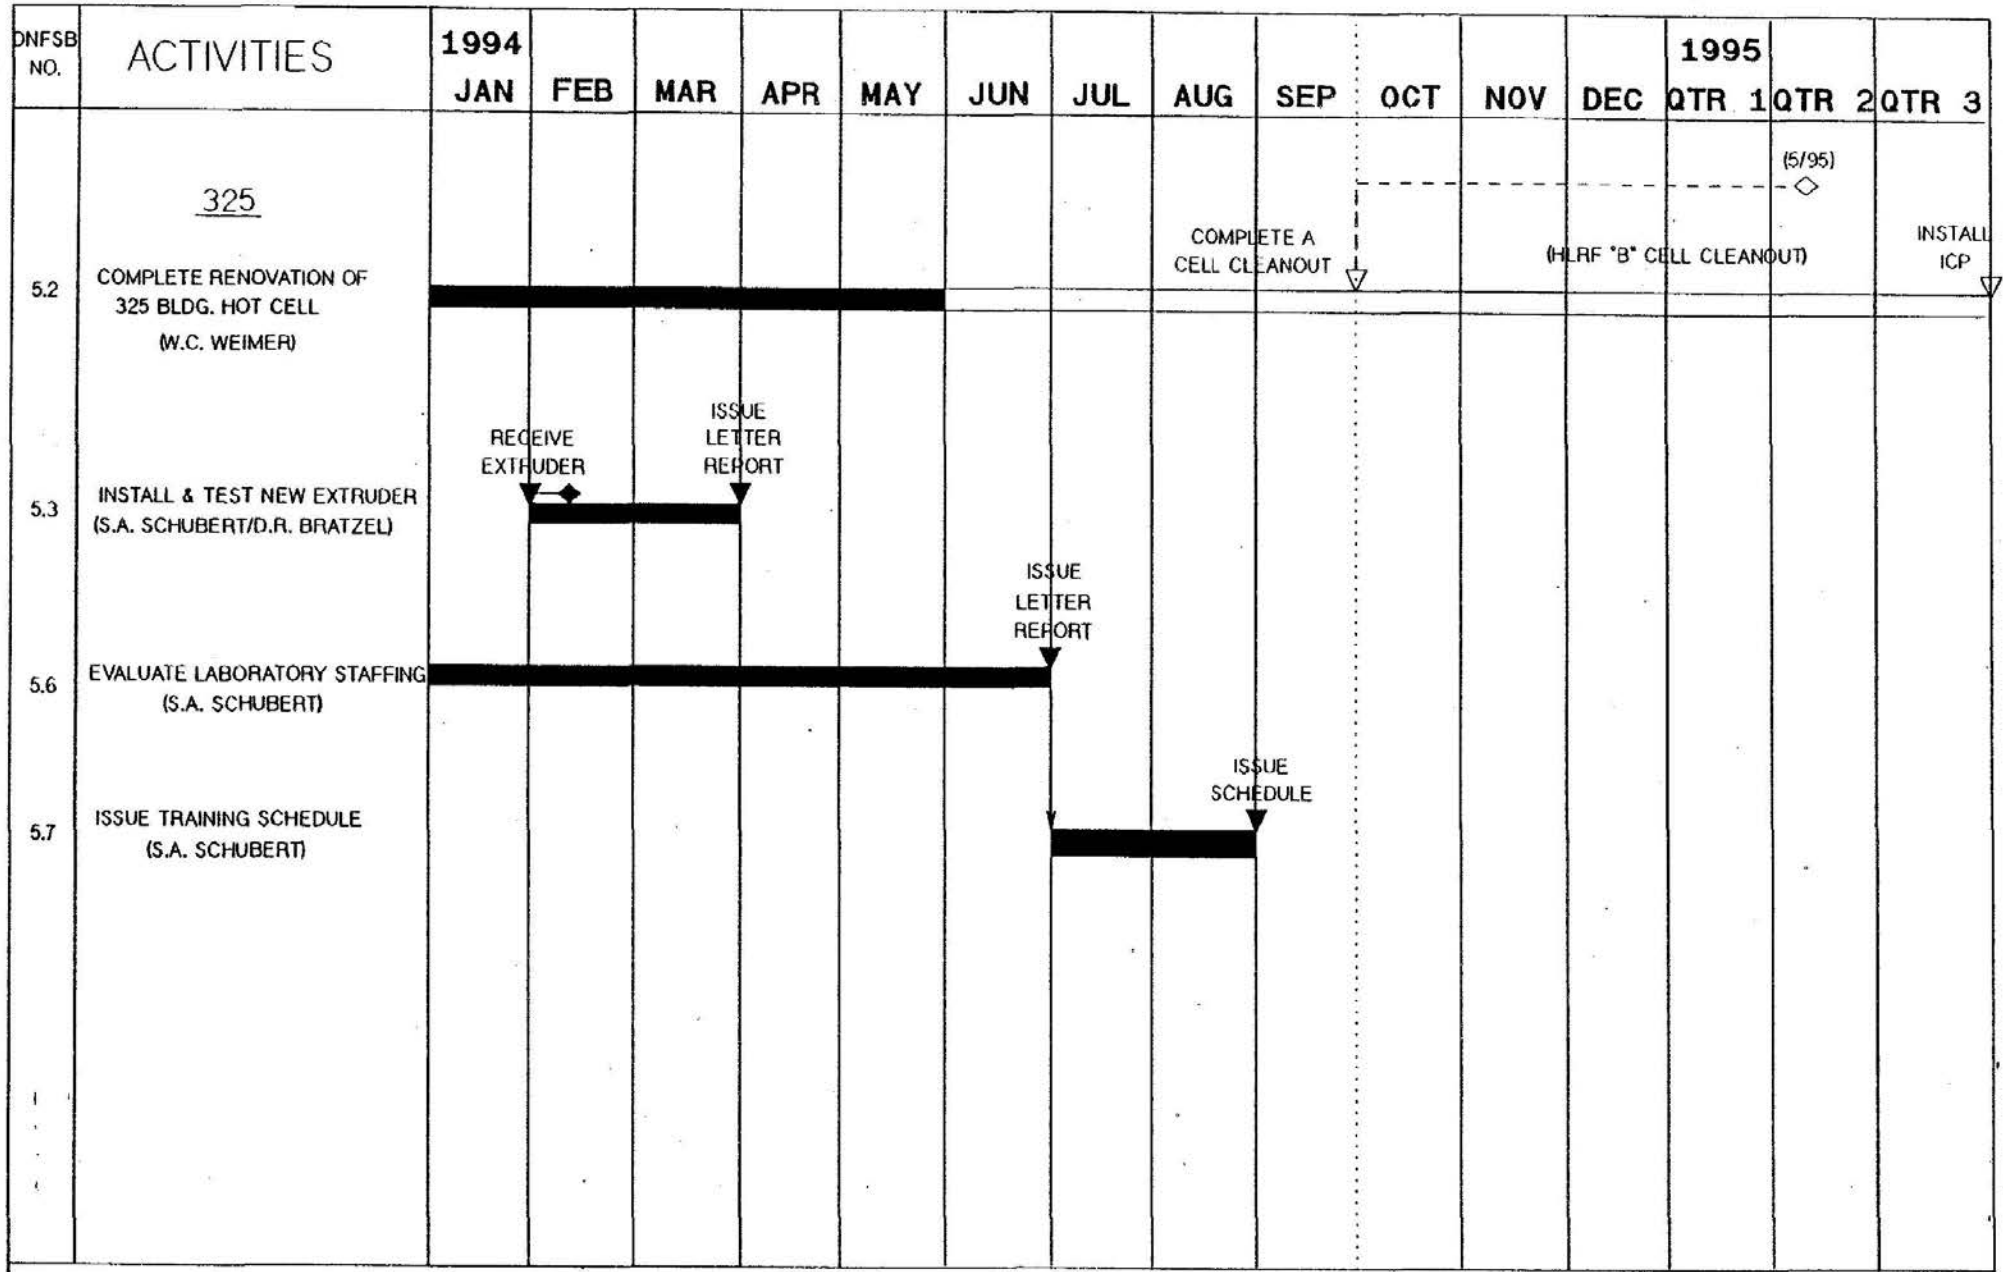 DNFSB
NO.
ACTIVITIES
1994
1995
JAN FEB MAR APR MAY JUN JUL AUG SEP OCT NOV DEC QTR 1 QTR 2 QTR 3
(5/95)
325
COMPLETE A
CELL CLEANOUT
(HLRF "B" CELL CLEANOUT)
INSTALL
ICP
5.2
COMPLETE RENOVATION OF
325 BLDG. HOT CELL
(W.C. WEIMER)
RECEIVE
EXTRUDER
ISSUE
LETTER
REPORT
5.3
INSTALL & TEST NEW EXTRUDER
(S.A. SCHUBERT/D.R. BRATZEL)
ISSUE
LETTER
REPORT
5.6
EVALUATE LABORATORY STAFFING
(S.A. SCHUBERT)
ISSUE
SCHEDULE
5.7
ISSUE TRAINING SCHEDULE
(S.A. SCHUBERT)